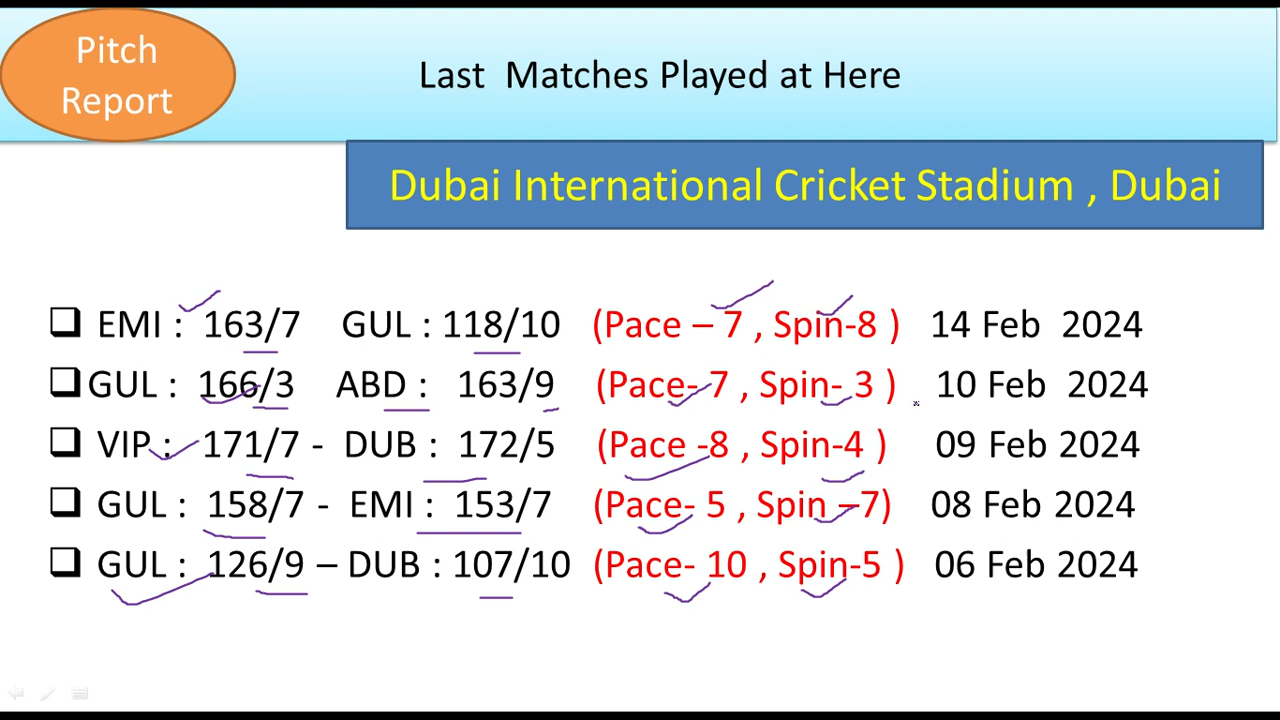 Pitch
Report
Last Matches Played at Here
Dubai International Cricket Stadium , Dubai
EMI : 163/7 GUL : 118/10 (Pace – 7 , Spin-8 ) 14 Feb 2024
GUL : 166/3 ABD : 163/9 (Pace- 7 , Spin- 3 ) 10 Feb 2024
VIP : 171/7 - DUB : 172/5 (Pace -8 , Spin-4 ) 09 Feb 2024
GUL : 158/7 - EMI : 153/7 (Pace- 5 , Spin –7) 08 Feb 2024
GUL : 126/9 – DUB : 107/10 (Pace- 10 , Spin-5 ) 06 Feb 2024